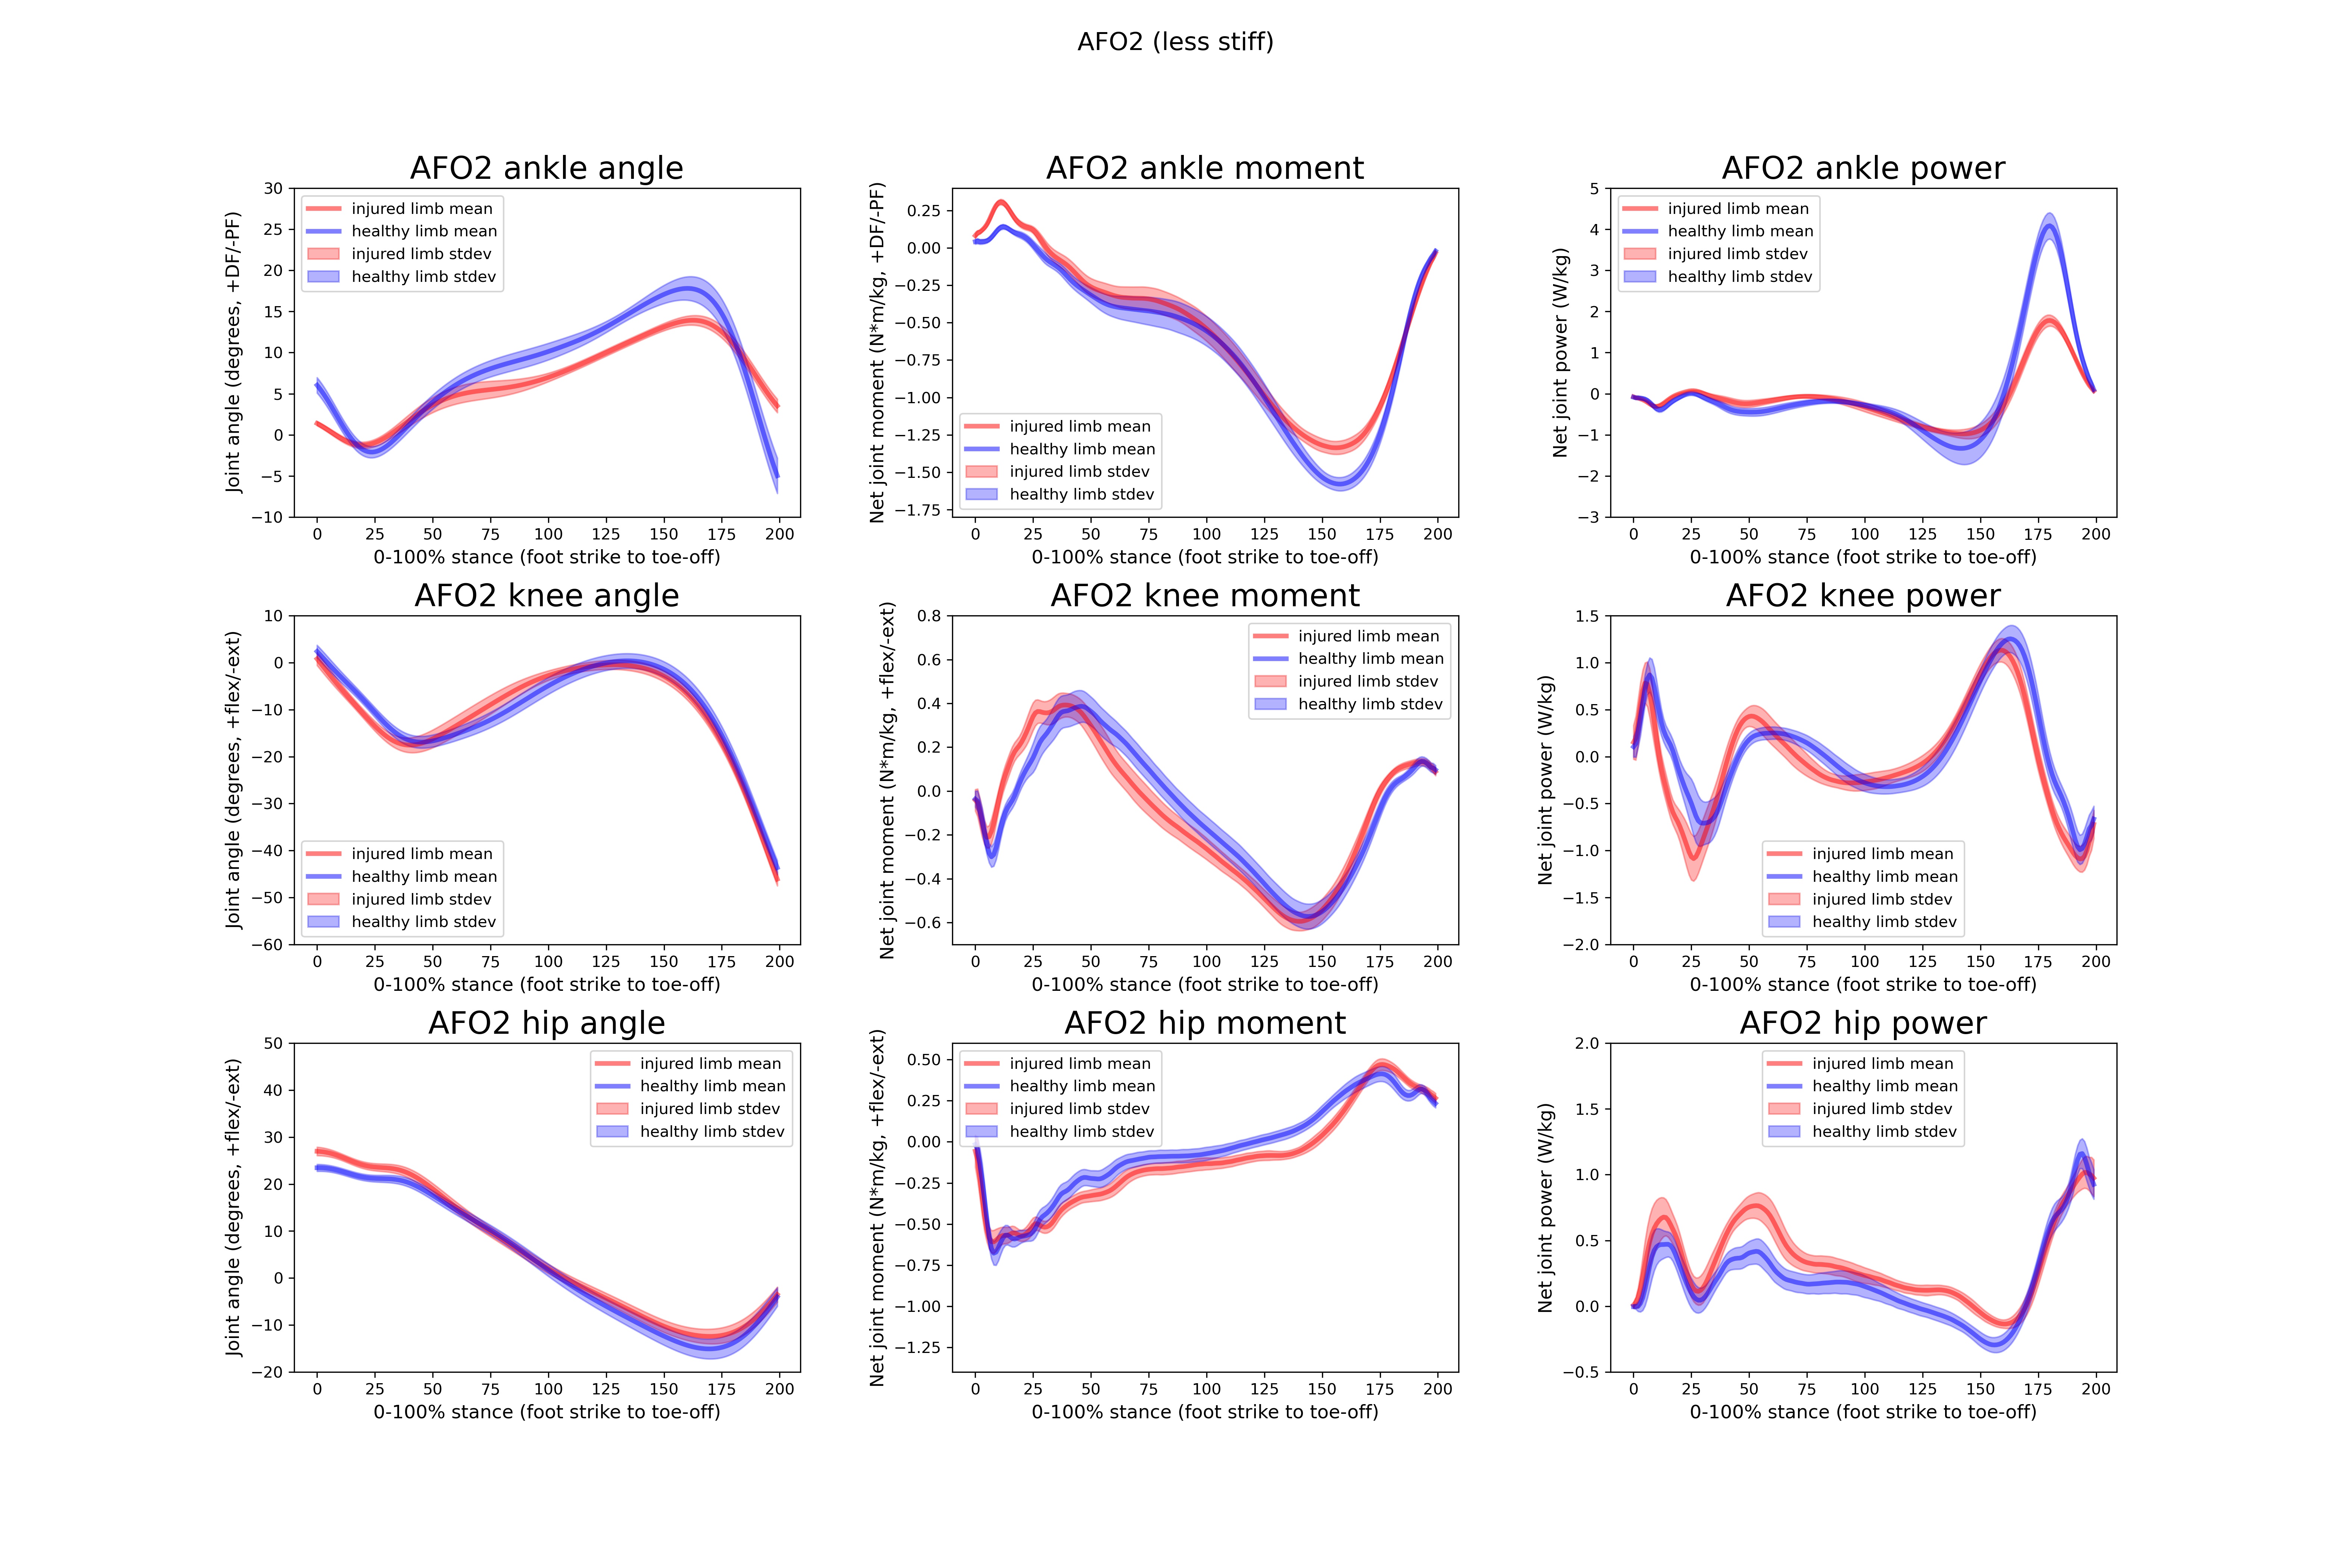 AFO2 (less stiff)
AFO2 ankle angle
Joint angle (degrees, +DF/-PF)
30
25
20
15
10
5
0
−5
−10
injured limb mean
healthy limb mean
injured limb stdev
healthy limb stdev
0 25 50 75 100 125 150 175 200
0-100% stance (foot strike to toe-off)
AFO2 ankle moment
Net joint moment (N*m/kg, +DF/-PF)
0.25
0.00
−0.25
−0.50
−0.75
−1.00
−1.25
−1.50
−1.75
injured limb mean
healthy limb mean
injured limb stdev
healthy limb stdev
0 25 50 75 100 125 150 175 200
0-100% stance (foot strike to toe-off)
AFO2 ankle power
Net joint power (W/kg)
5
4
3
2
1
0
−1
−2
−3
injured limb mean
healthy limb mean
injured limb stdev
healthy limb stdev
0 25 50 75 100 125 150 175 200
0-100% stance (foot strike to toe-off)
AFO2 knee angle
Joint angle (degrees, +flex/-ext)
10
0
−10
−20
−30
−40
−50
−60
injured limb mean
healthy limb mean
injured limb stdev
healthy limb stdev
0 25 50 75 100 125 150 175 200
0-100% stance (foot strike to toe-off)
AFO2 knee moment
Net joint moment (N*m/kg, +flex/-ext)
0.8
0.6
0.4
0.2
0.0
−0.2
−0.4
−0.6
injured limb mean
healthy limb mean
injured limb stdev
healthy limb stdev
0 25 50 75 100 125 150 175 200
0-100% stance (foot strike to toe-off)
AFO2 knee power
Net joint power (W/kg)
1.5
1.0
0.5
0.0
−0.5
−1.0
−1.5
−2.0
injured limb mean
healthy limb mean
injured limb stdev
healthy limb stdev
0 25 50 75 100 125 150 175 200
0-100% stance (foot strike to toe-off)
AFO2 hip angle
Joint angle (degrees, +flex/-ext)
50
40
30
20
10
0
−10
−20
injured limb mean
healthy limb mean
injured limb stdev
healthy limb stdev
0 25 50 75 100 125 150 175 200
0-100% stance (foot strike to toe-off)
AFO2 hip moment
Net joint moment (N*m/kg, +flex/-ext)
0.50
0.25
0.00
−0.25
−0.50
−0.75
−1.00
−1.25
injured limb mean
healthy limb mean
injured limb stdev
healthy limb stdev
0 25 50 75 100 125 150 175 200
0-100% stance (foot strike to toe-off)
AFO2 hip power
Net joint power (W/kg)
2.0
1.5
1.0
0.5
0.0
−0.5
injured limb mean
healthy limb mean
injured limb stdev
healthy limb stdev
0 25 50 75 100 125 150 175 200
0-100% stance (foot strike to toe-off)